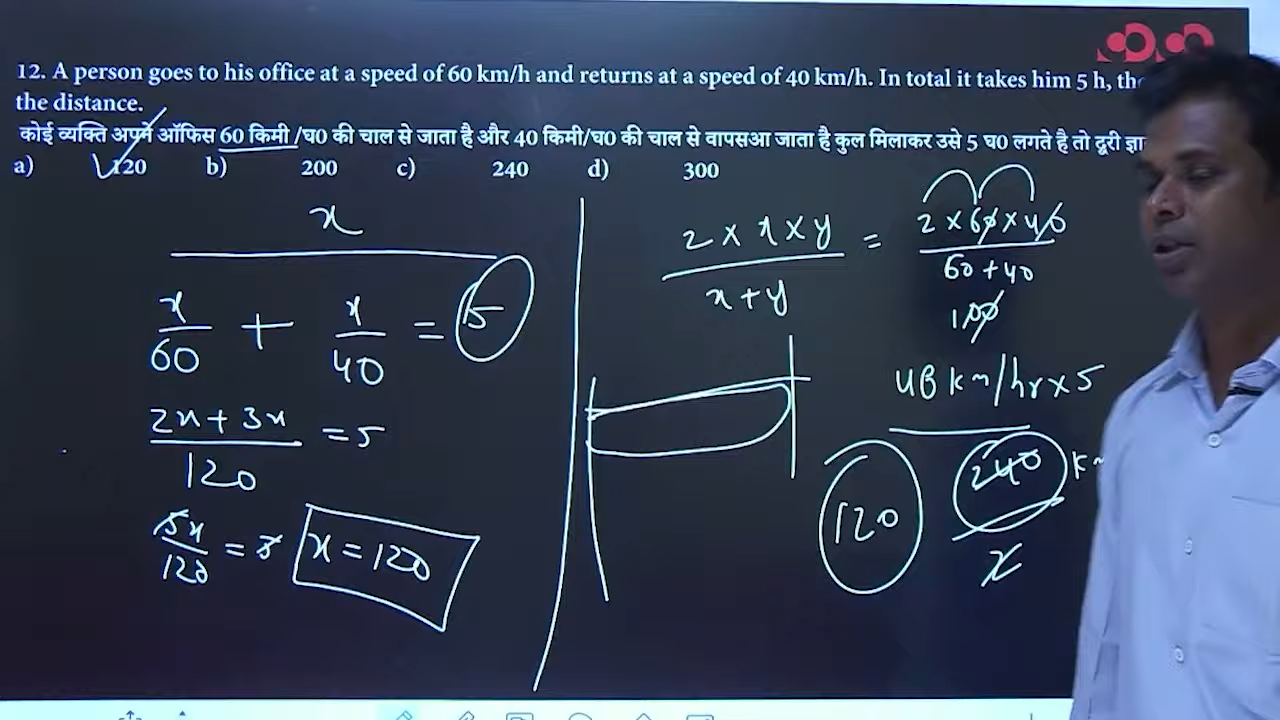 12. A person goes to his office at a speed of 60 km/h and returns at a speed of 40 km/h. In total it takes him 5 h,
the distance.
कोई व्यक्ति अपने ऑफिस 60 किमी /घ0 की चाल से जाता है और 40 किमी/घ0 की चाल से वापसआ जाता है कुल मिलाकर उसे 5 घ0 लगते है तो दूरी
a) 120 b) 200 c) 240 d) 300
x
x/60 + x/40 = 5
2x + 3x / 120 = 5
5x/120 = 5
x = 120
2 × x × y / x + y = 2 × 60 × 40 / 60 + 40
100
48 km/hr × 5
240 km
120
x